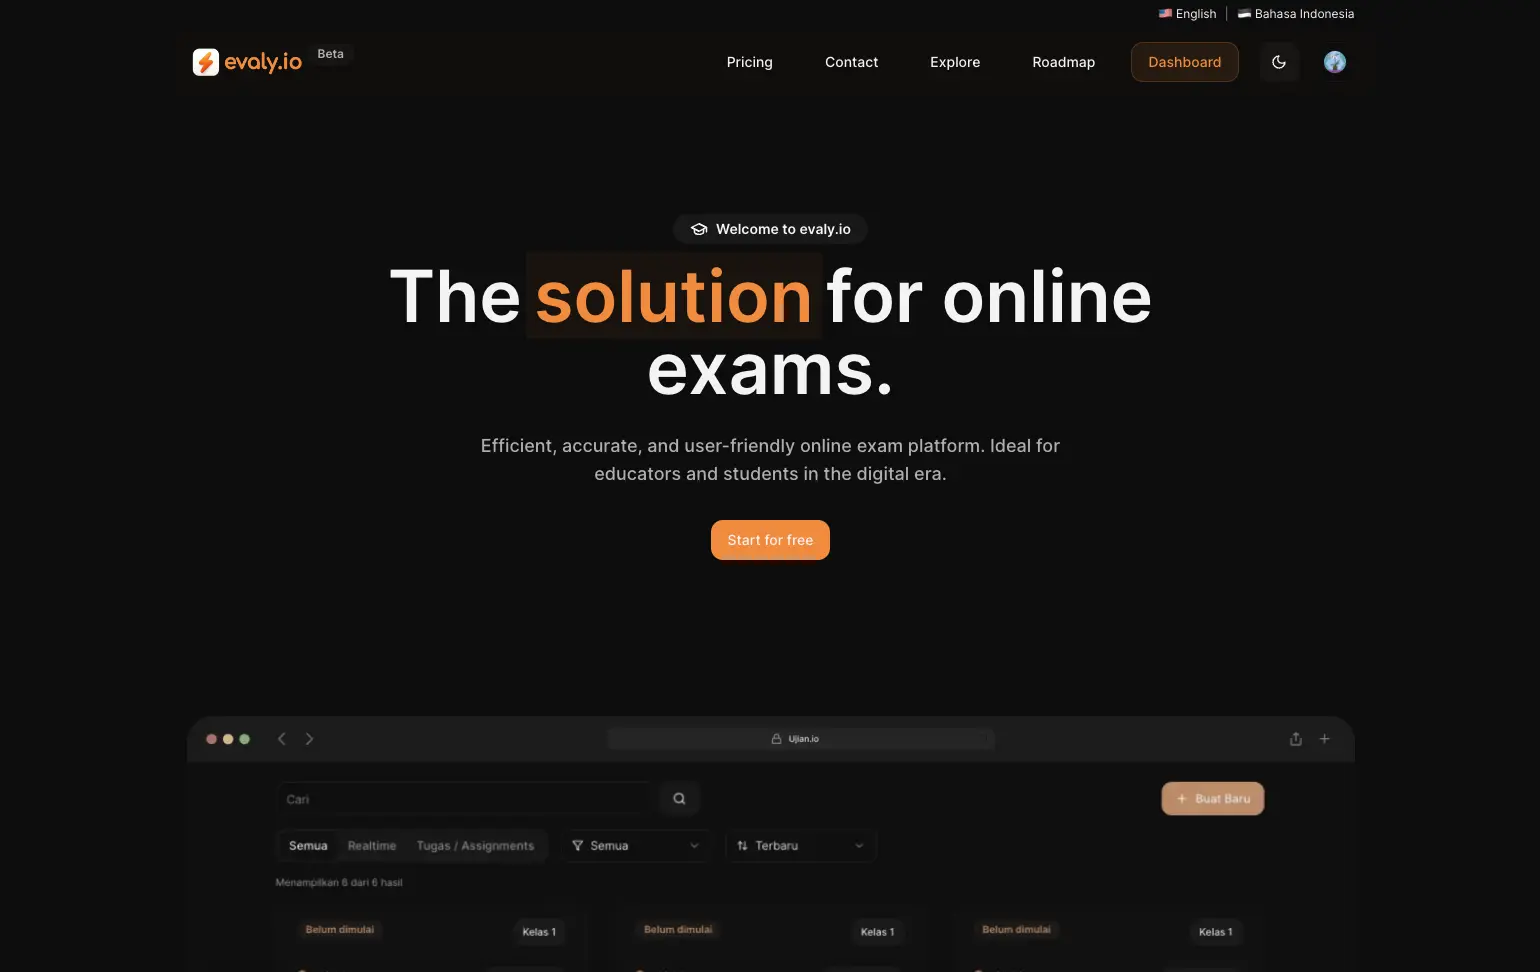 English
Bahasa Indonesia
evaly.io
Beta
Pricing
Contact
Explore
Roadmap
Dashboard
Welcome to evaly.io
The solution for online
exams.
Efficient, accurate, and user-friendly online exam platform. Ideal for
educators and students in the digital era.
Start for free
Ujian.io
Cari
+ Buat Baru
Semua
Realtime
Tugas / Assignments
Semua
Terbaru
Menampilkan 6 dari 6 hasil
Belum dimulai
Kelas 1
Belum dimulai
Kelas 1
Belum dimulai
Kelas 1